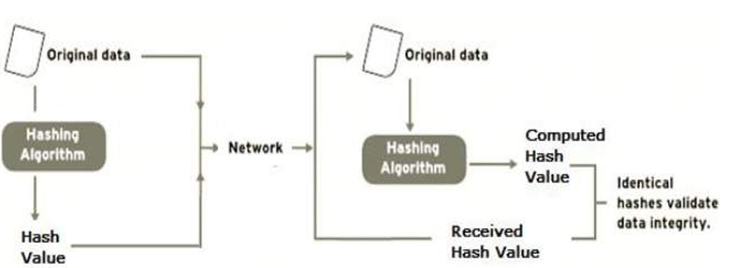 Original data
Hashing
Algorithm
Hash
Value
Network
Original data
Hashing
Algorithm
Computed
Hash
Value
Received
Hash Value
Identical
hashes validate
data integrity.